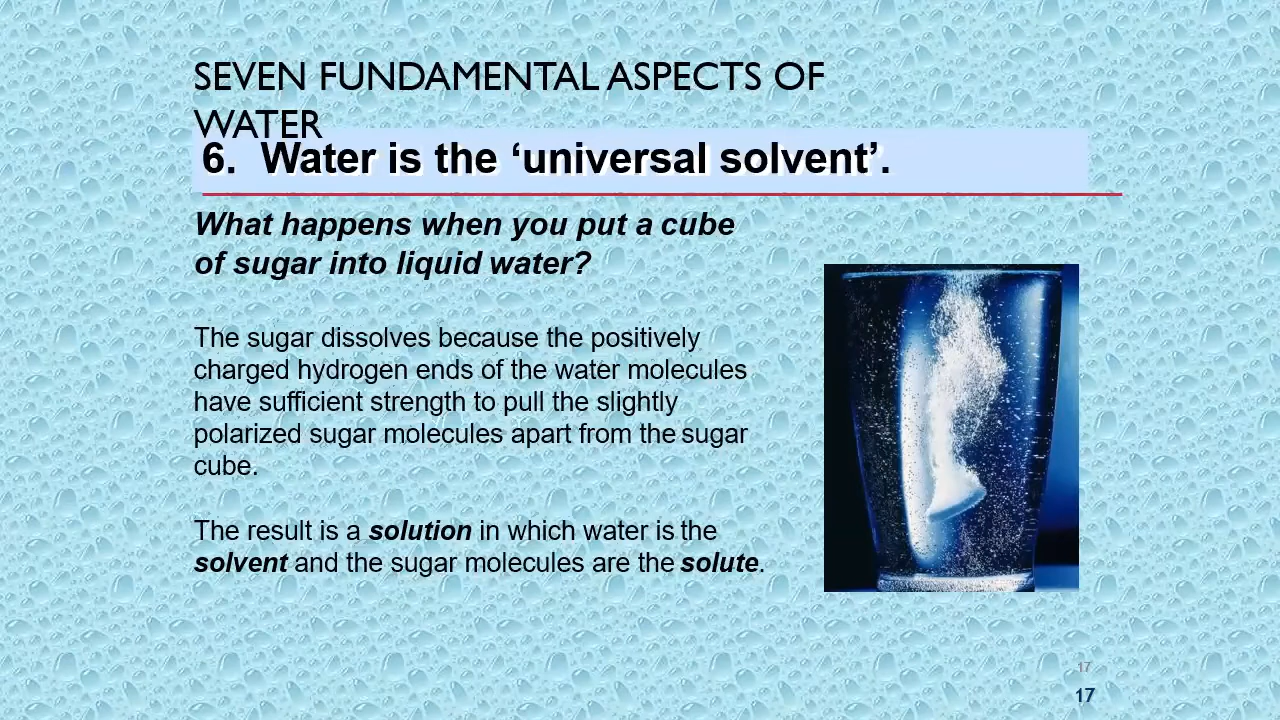 SEVEN FUNDAMENTAL ASPECTS OF
WATER
6. Water is the ‘universal solvent’.
What happens when you put a cube
of sugar into liquid water?
The sugar dissolves because the positively
charged hydrogen ends of the water molecules
have sufficient strength to pull the slightly
polarized sugar molecules apart from the sugar
cube.
The result is a solution in which water is the
solvent and the sugar molecules are the solute.
17
17